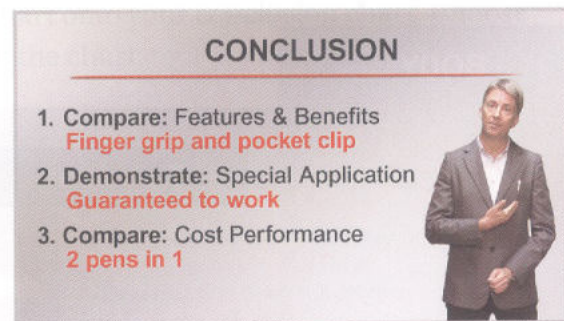 CONCLUSION
1. Compare: Features & Benefits
Finger grip and pocket clip
2. Demonstrate: Special Application
Guaranteed to work
3. Compare: Cost Performance
2 pens in 1